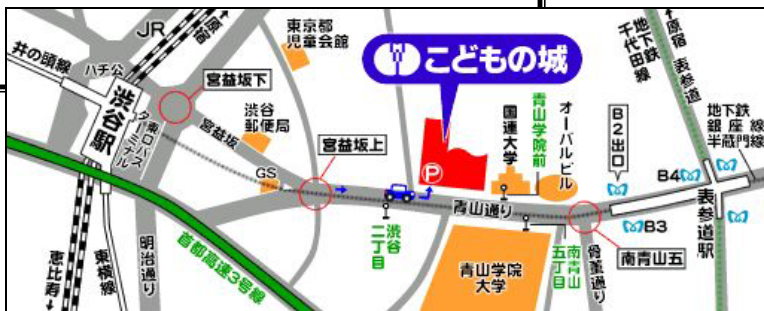 JR
↑原宿
井の頭線
ハチ公
渋谷駅
東口バス
ターミナル
宮益坂下
宮益坂
渋谷
郵便局
東京都
児童会館
こどもの城
宮益坂上
GS
P
国連大学
青山学院前
オーバルビル
B2出口
地下鉄
千代田線
↑原宿 表参道
地下鉄
銀座線
半蔵門線
B4
B3
表参道駅
青山通り
渋谷
二丁目
青山学院
大学
南青山
五丁目
骨董通り
南青山五
首都高速3号線
明治通り
東横線
恵比寿↓